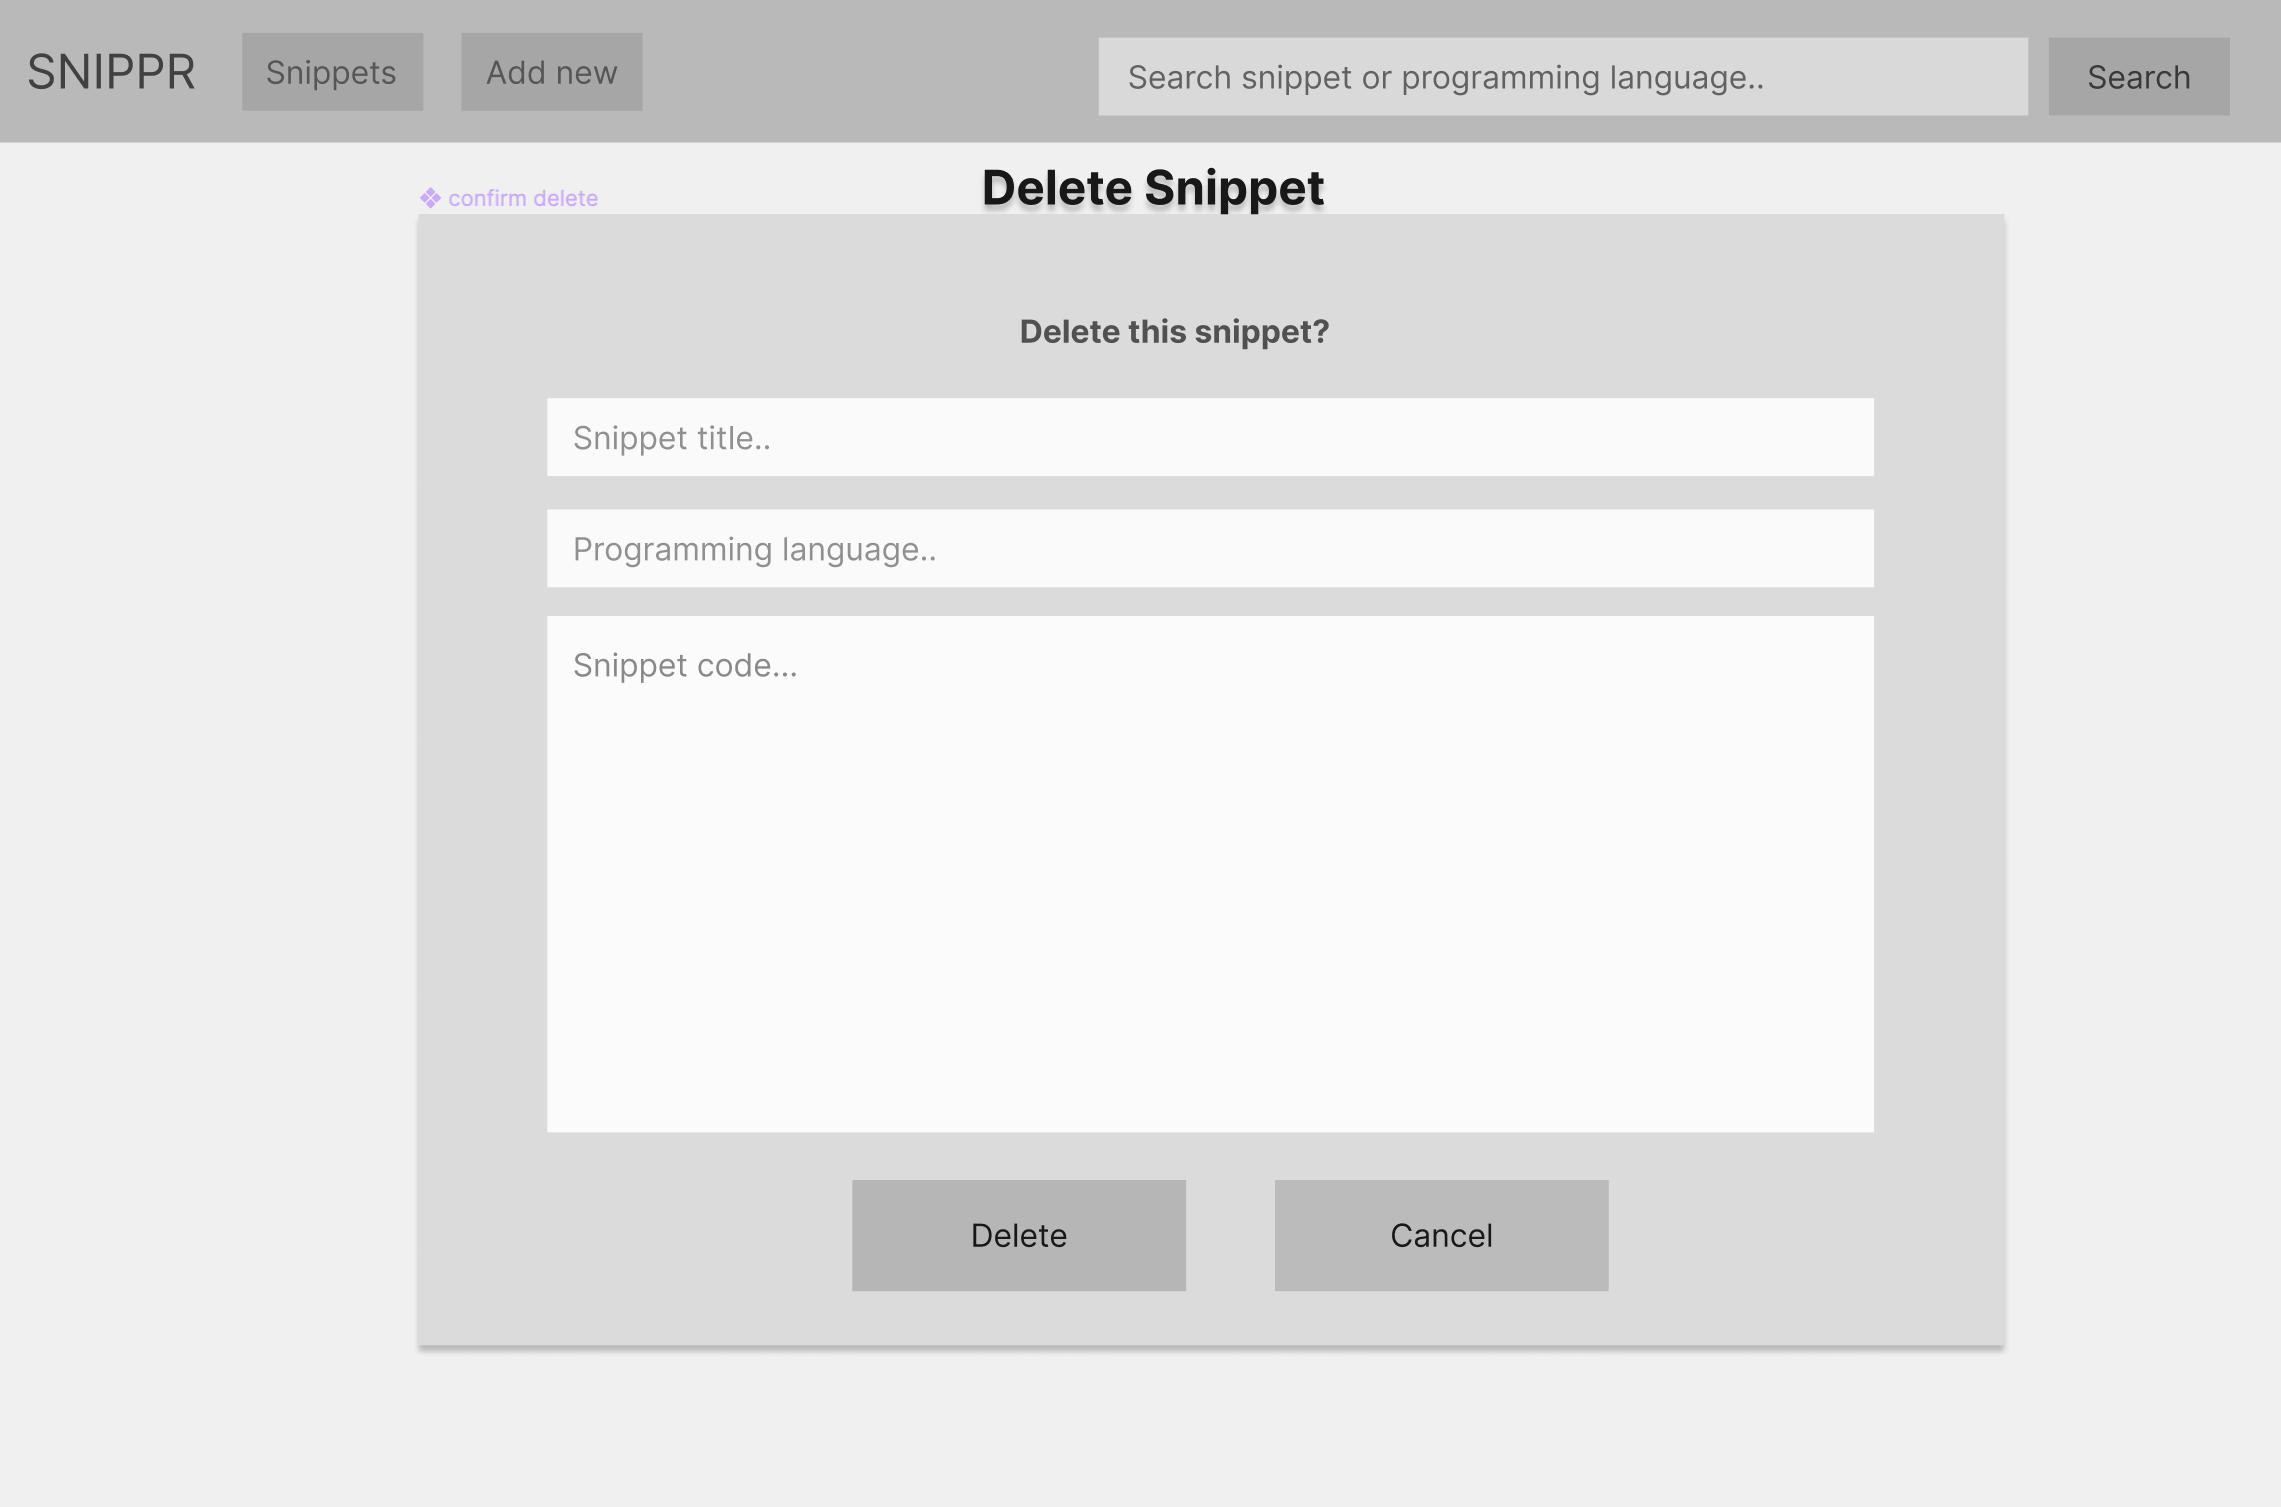 SNIPPR
Snippets
Add new
Search snippet or programming language..
Search
Delete Snippet
confirm delete
Delete this snippet?
Snippet title..
Programming language..
Snippet code...
Delete
Cancel